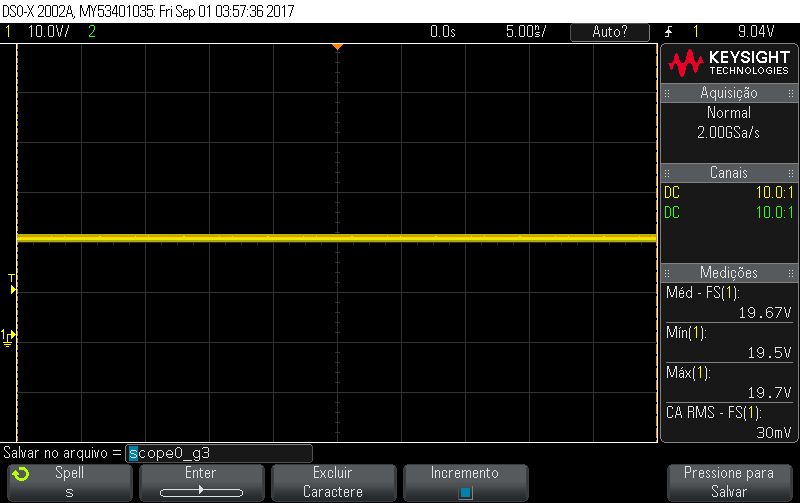 DSO-X 2002A, MY53401035: Fri Sep 01 03:57:36 2017
1 10.0V/ 2 0.0s 5.00ms/ Auto? 1 9.04V
KEYSIGHT
TECHNOLOGIES
Aquisição
Normal
2.00GSa/s
Canais
DC 10.0:1
DC 10.0:1
Medições
Méd - FS(1):
19.67V
Mín(1):
19.5V
Máx(1):
19.7V
CA RMS - FS(1):
30mV
T
1
Salvar no arquivo = scope0_g3
Spell
s
Enter
Excluir
Caractere
Incremento
Pressione para
Salvar